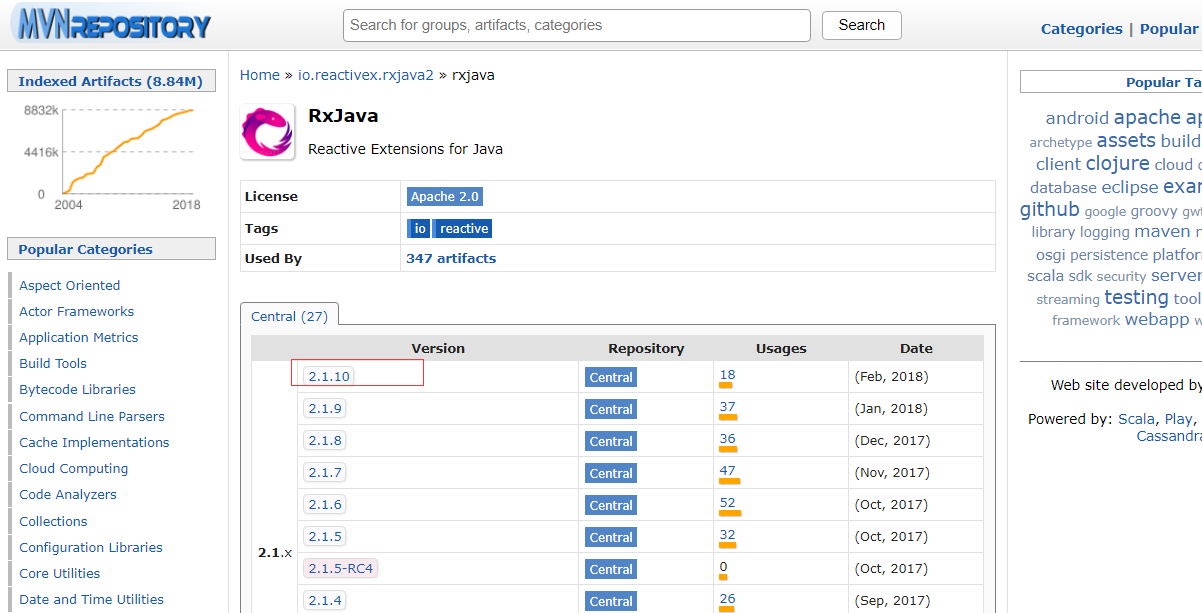 MVNREPOSITORY
Search for groups, artifacts, categories
Search
Categories | Popular
Indexed Artifacts (8.84M)
8832k
4416k
0
2004 2018
Popular Categories
Aspect Oriented
Actor Frameworks
Application Metrics
Build Tools
Bytecode Libraries
Command Line Parsers
Cache Implementations
Cloud Computing
Code Analyzers
Collections
Configuration Libraries
Core Utilities
Date and Time Utilities
Home » io.reactivex.rxjava2 » rxjava
RxJava
Reactive Extensions for Java
License Apache 2.0
Tags io reactive
Used By 347 artifacts
Central (27)
Version Repository Usages Date
2.1.10 Central 18 (Feb, 2018)
2.1.9 Central 37 (Jan, 2018)
2.1.8 Central 36 (Dec, 2017)
2.1.7 Central 47 (Nov, 2017)
2.1.6 Central 52 (Oct, 2017)
2.1.5 Central 32 (Oct, 2017)
2.1.x
2.1.5-RC4 Central 0 (Oct, 2017)
2.1.4 Central 26 (Sep, 2017)
Popular Ta
android apache ap
archetype assets build
client clojure cloud c
database eclipse exam
github google groovy gwt
library logging maven
osgi persistence platfor
scala sdk security server
streaming testing tool
framework webapp w
Web site developed by
Powered by: Scala, Play,
Cassandra